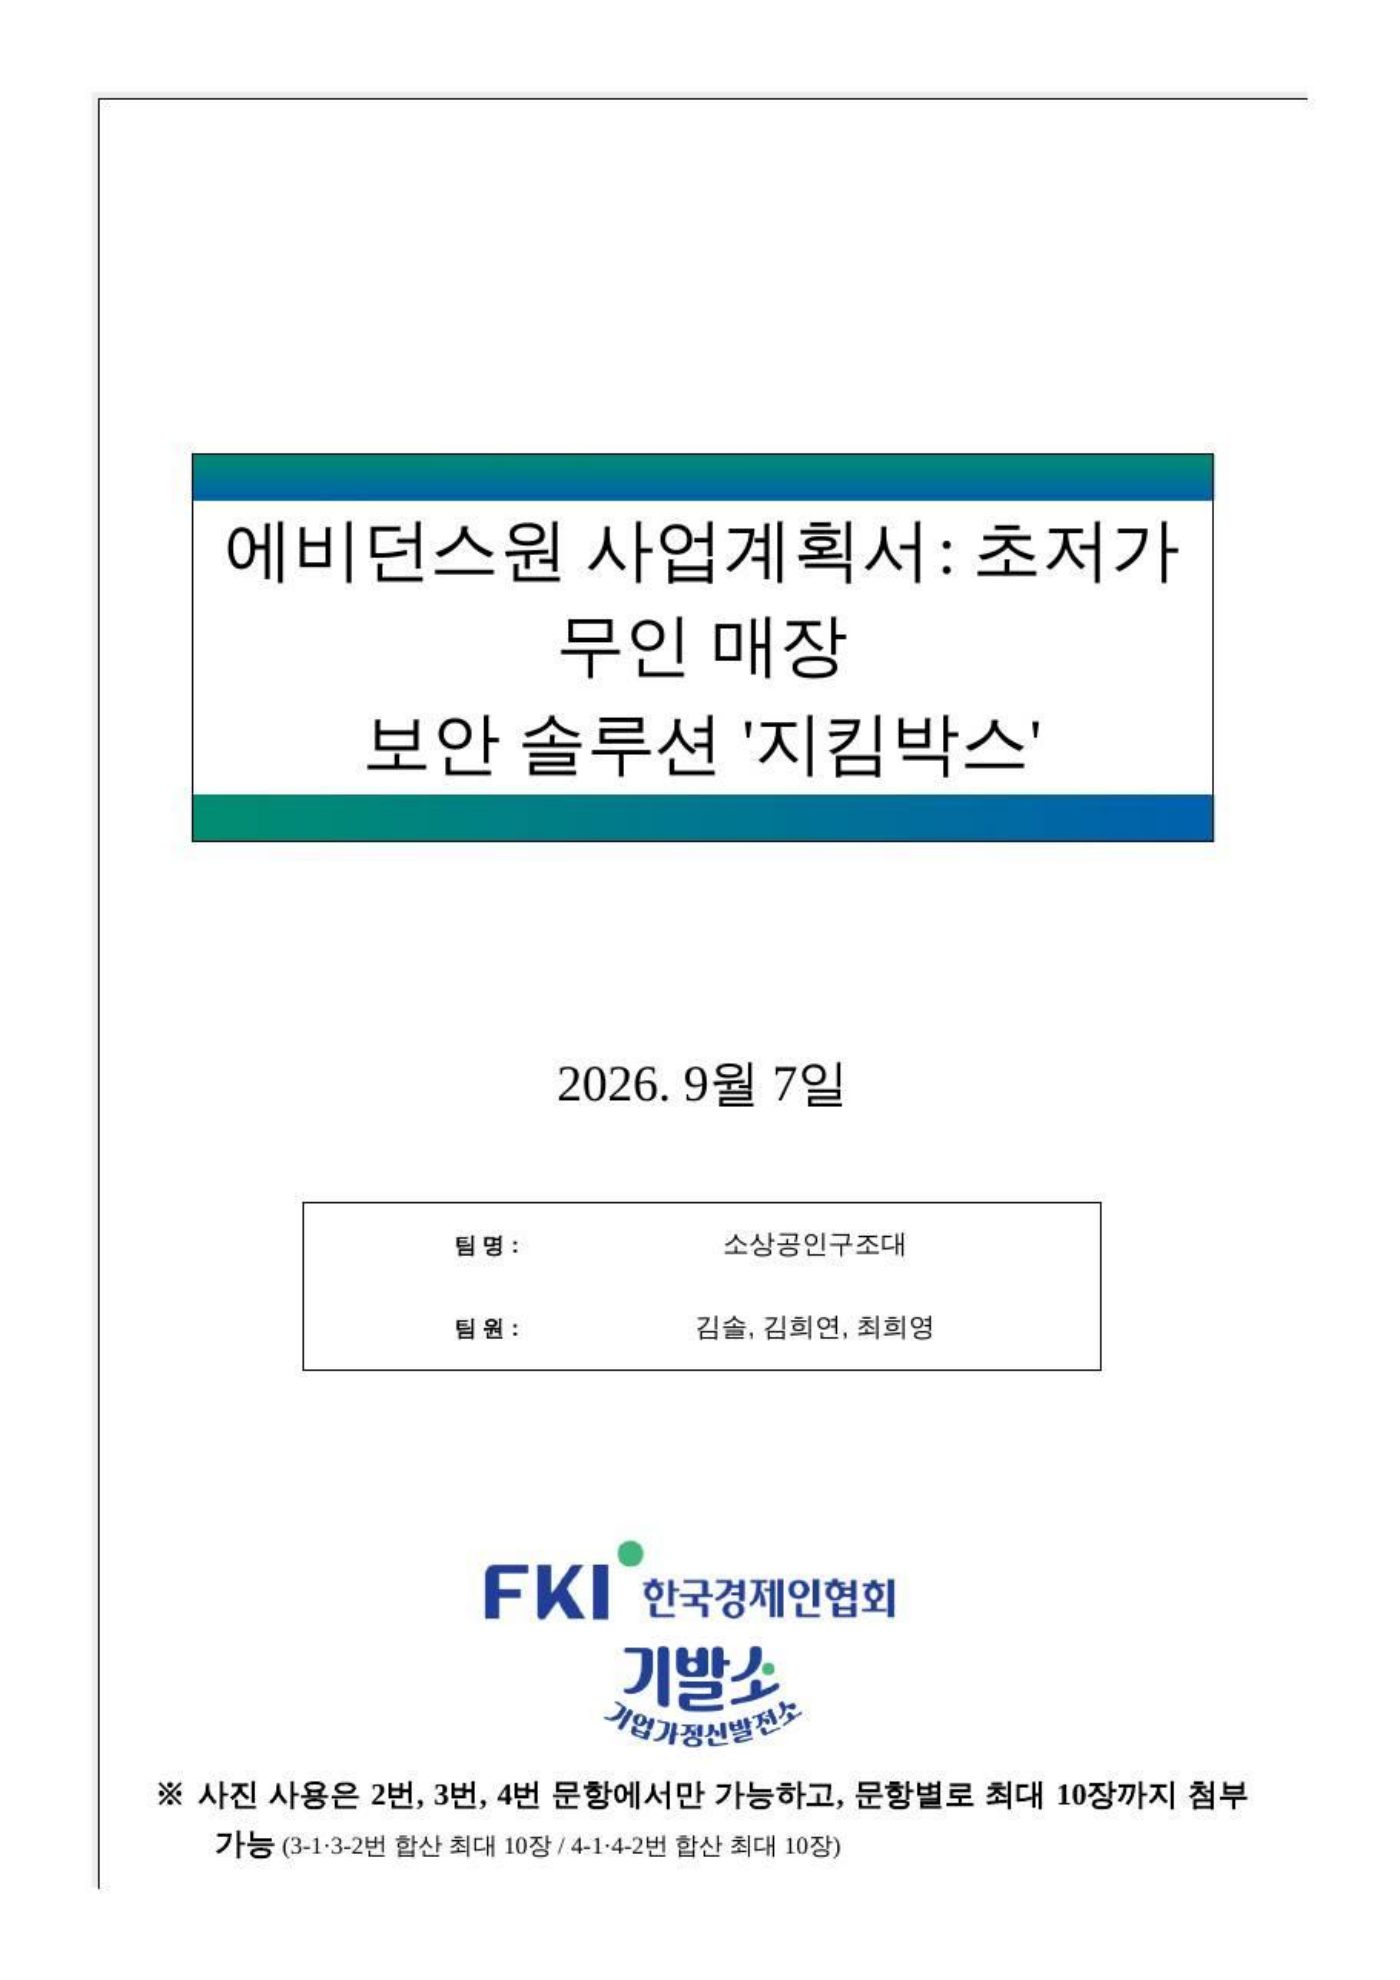 에비던스원 사업계획서: 초저가
무인 매장
보안 솔루션 '지킴박스'
2026. 9월 7일
팀 명 : 소상공인구조대
팀 원 : 김솔, 김희연, 최희영
FKI 한국경제인협회
기발소
기업가정신발전소
※ 사진 사용은 2번, 3번, 4번 문항에서만 가능하고, 문항별로 최대 10장까지 첨부
가능 (3-1·3-2번 합산 최대 10장 / 4-1·4-2번 합산 최대 10장)